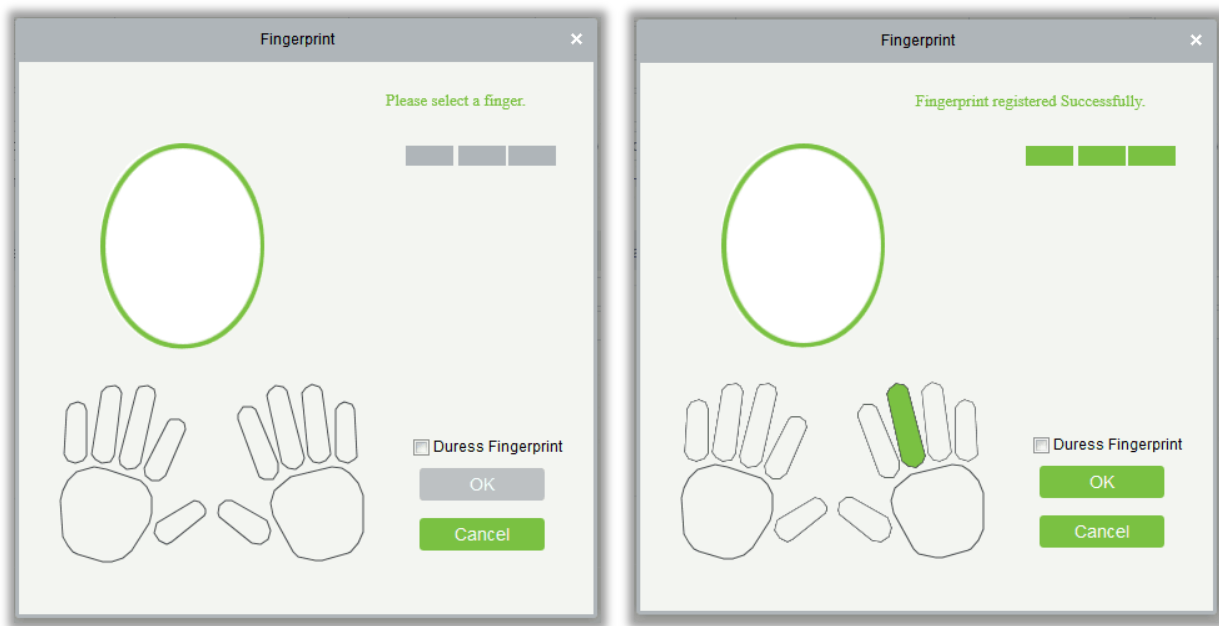 Fingerprint
Please select a finger.
Duress Fingerprint
OK
Cancel
Fingerprint
Fingerprint registered Successfully.
Duress Fingerprint
OK
Cancel